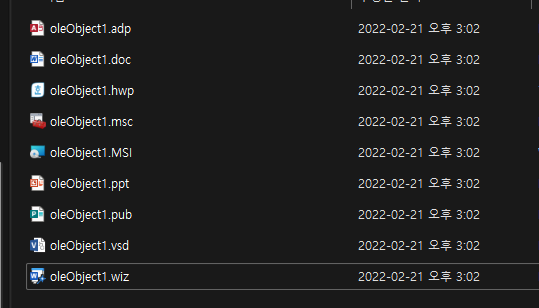 oleObject1.adp 2022-02-21 오후 3:02
oleObject1.doc 2022-02-21 오후 3:02
oleObject1.hwp 2022-02-21 오후 3:02
oleObject1.msc 2022-02-21 오후 3:02
oleObject1.MSI 2022-02-21 오후 3:02
oleObject1.ppt 2022-02-21 오후 3:02
oleObject1.pub 2022-02-21 오후 3:02
oleObject1.vsd 2022-02-21 오후 3:02
oleObject1.wiz 2022-02-21 오후 3:02